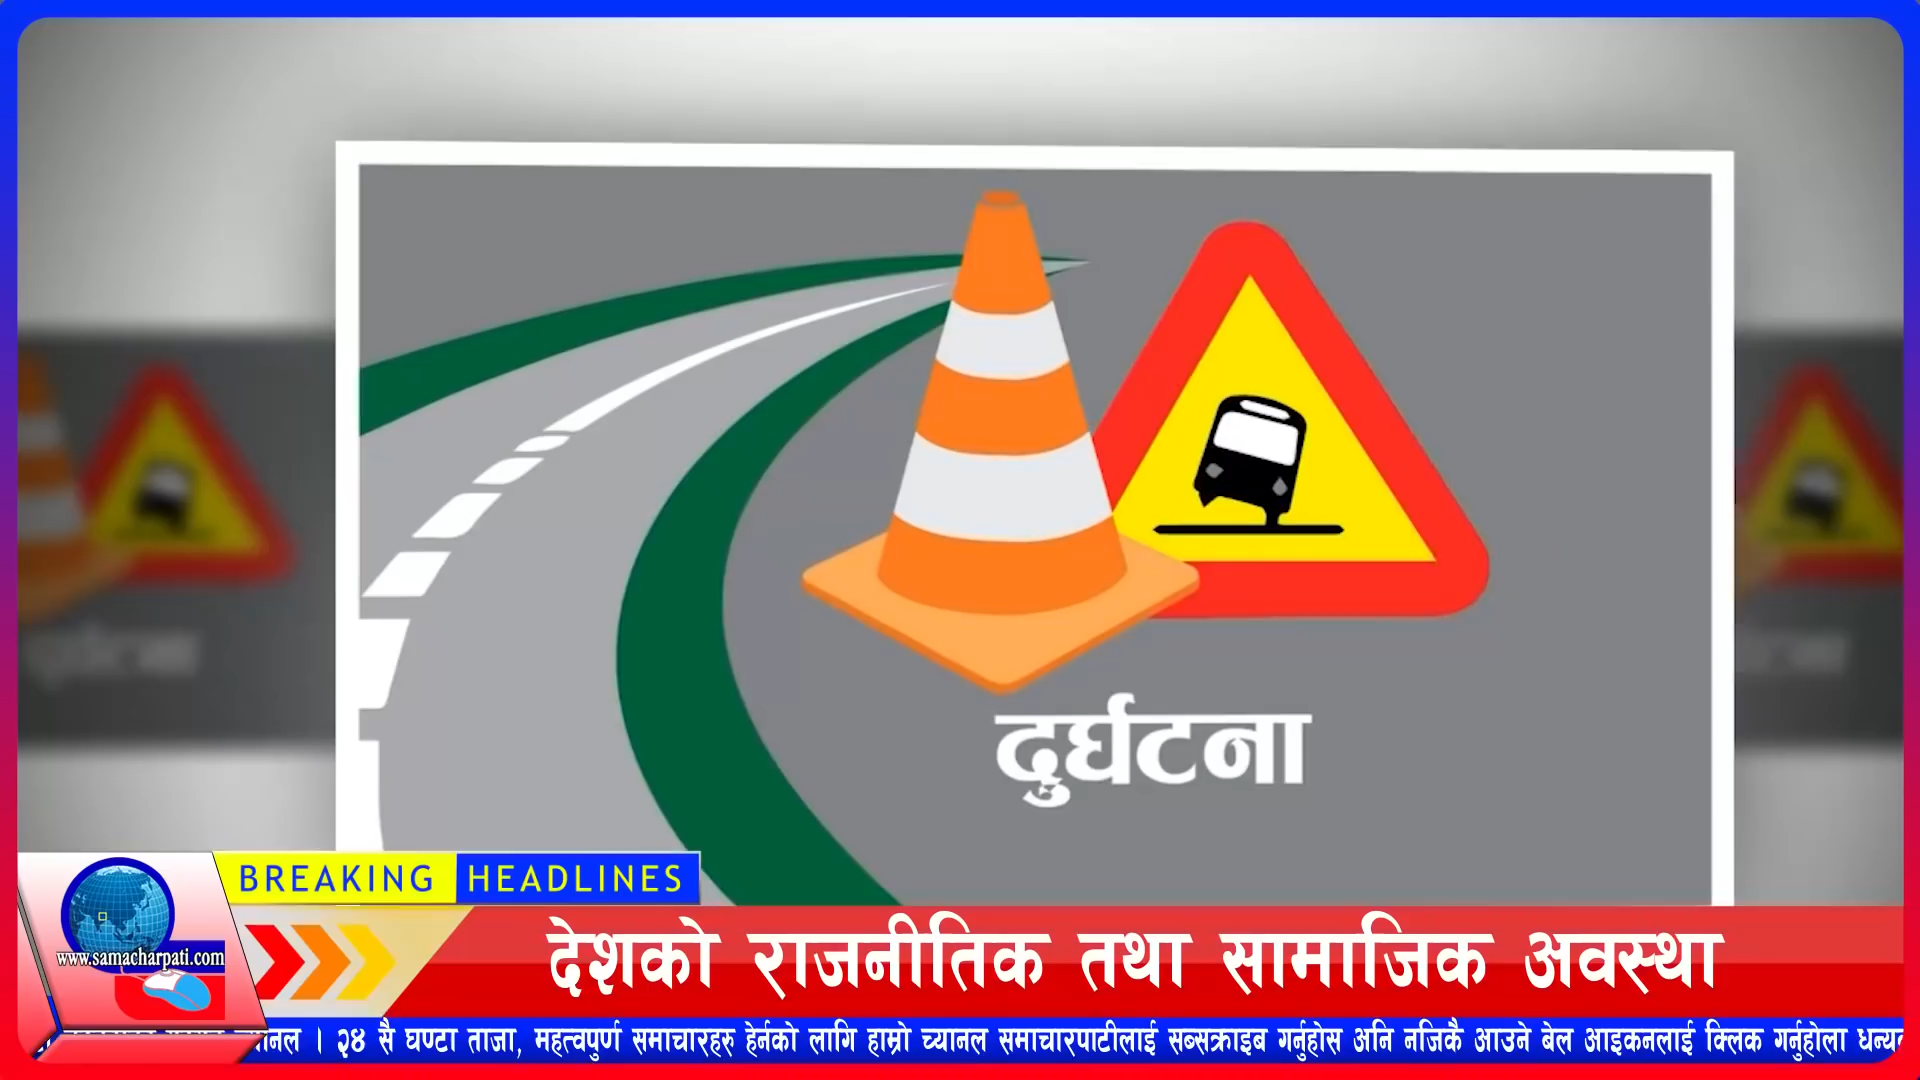 दुर्घटना
BREAKING HEADLINES
www.samacharpati.com
देशको राजनीतिक तथा सामाजिक अवस्था
। २४ सै घण्टा ताजा, महत्वपुर्ण समाचारहरु हेर्नको लागि हाम्रो च्यानल समाचारपाटीलाई सब्सक्राइब गर्नुहोस अनि नजिकै आउने बेल आइकनलाई क्लिक गर्नुहोला